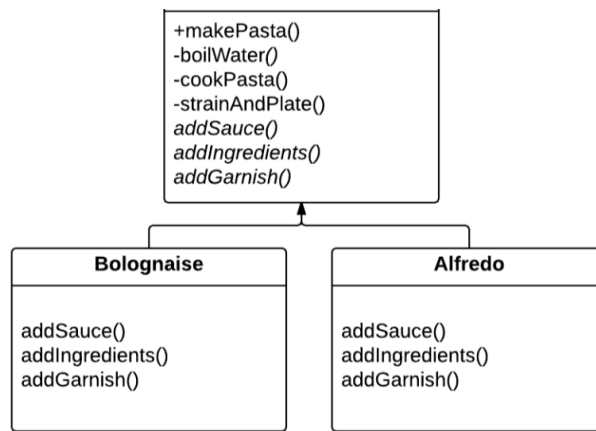 +makePasta()
-boilWater()
-cookPasta()
-strainAndPlate()
addSauce()
addIngredients()
addGarnish()
Bolognaise
addSauce()
addIngredients()
addGarnish()
Alfredo
addSauce()
addIngredients()
addGarnish()